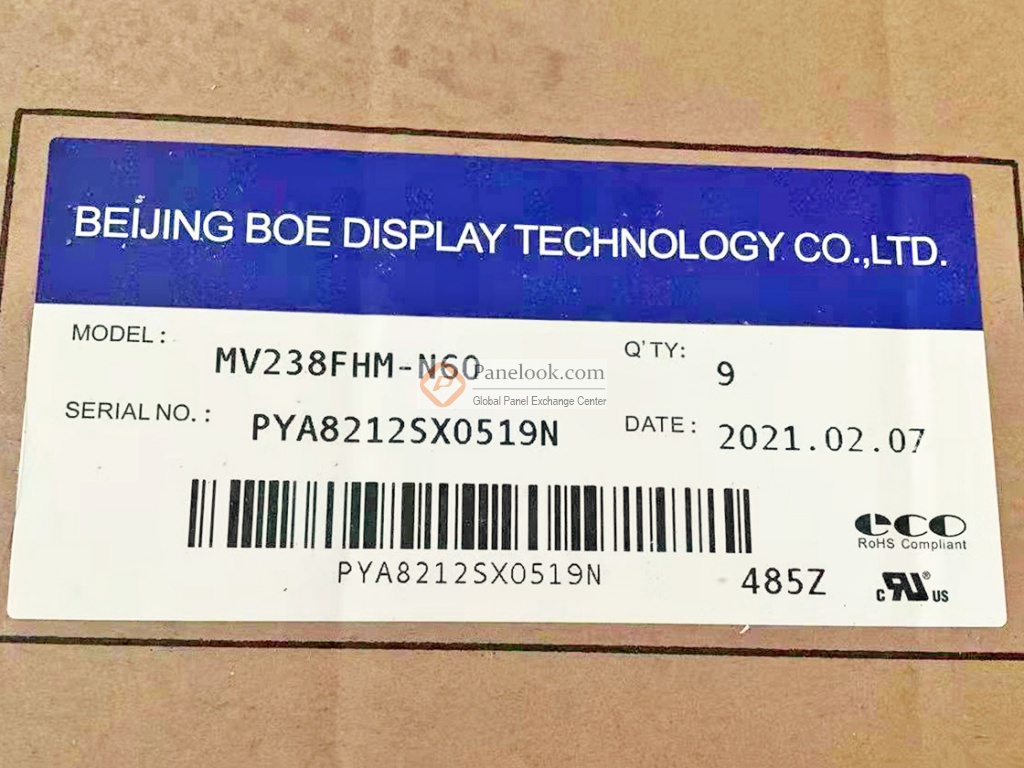 BEIJING BOE DISPLAY TECHNOLOGY CO.,LTD.
MODEL: MV238FHM-N60
Q'TY: 9
Panelook.com
Global Panel Exchange Center
SERIAL NO.: PYA8212SX0519N
DATE: 2021.02.07
PYA8212SX0519N
485Z
eco
RoHS Compliant
c RU® US